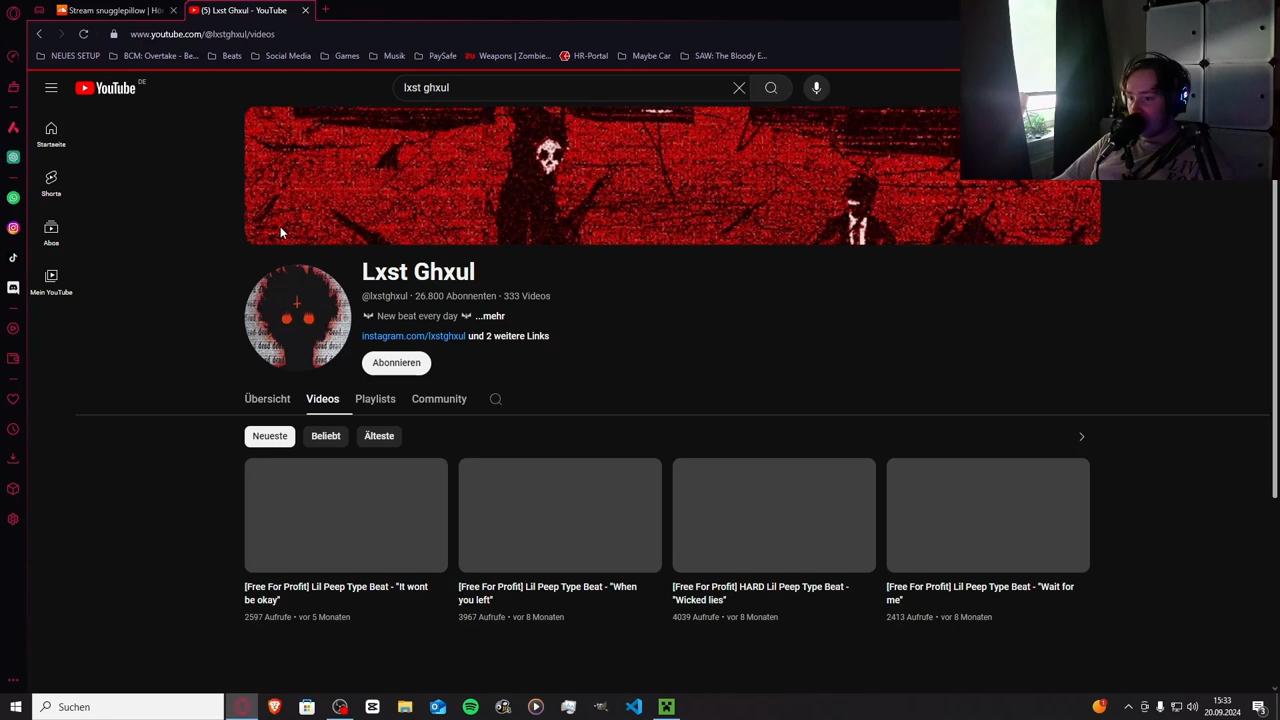 Stream snugglepillow | Hö
(5) Lxst Ghxul - YouTube
www.youtube.com/@lxstghxul/videos
NEUES SETUP
BCM: Overtake - Be...
Beats
Social Media
Games
Musik
PaySafe
Weapons | Zombie...
HR-Portal
Maybe Car
SAW: The Bloody E...
YouTube DE
lxst ghxul
Startseite
Shorts
Abos
Mein YouTube
Lxst Ghxul
@lxstghxul · 26.800 Abonnenten · 333 Videos
New beat every day ...mehr
instagram.com/lxstghxul und 2 weitere Links
Abonnieren
Übersicht
Videos
Playlists
Community
Neueste
Beliebt
Älteste
[Free For Profit] Lil Peep Type Beat - "It wont
be okay"
2597 Aufrufe • vor 5 Monaten
[Free For Profit] Lil Peep Type Beat - "When
you left"
3967 Aufrufe • vor 8 Monaten
[Free For Profit] HARD Lil Peep Type Beat -
"Wicked lies"
4039 Aufrufe • vor 8 Monaten
[Free For Profit] Lil Peep Type Beat - "Wait for
me"
2413 Aufrufe • vor 8 Monaten
Suchen
15:33
20.09.2024